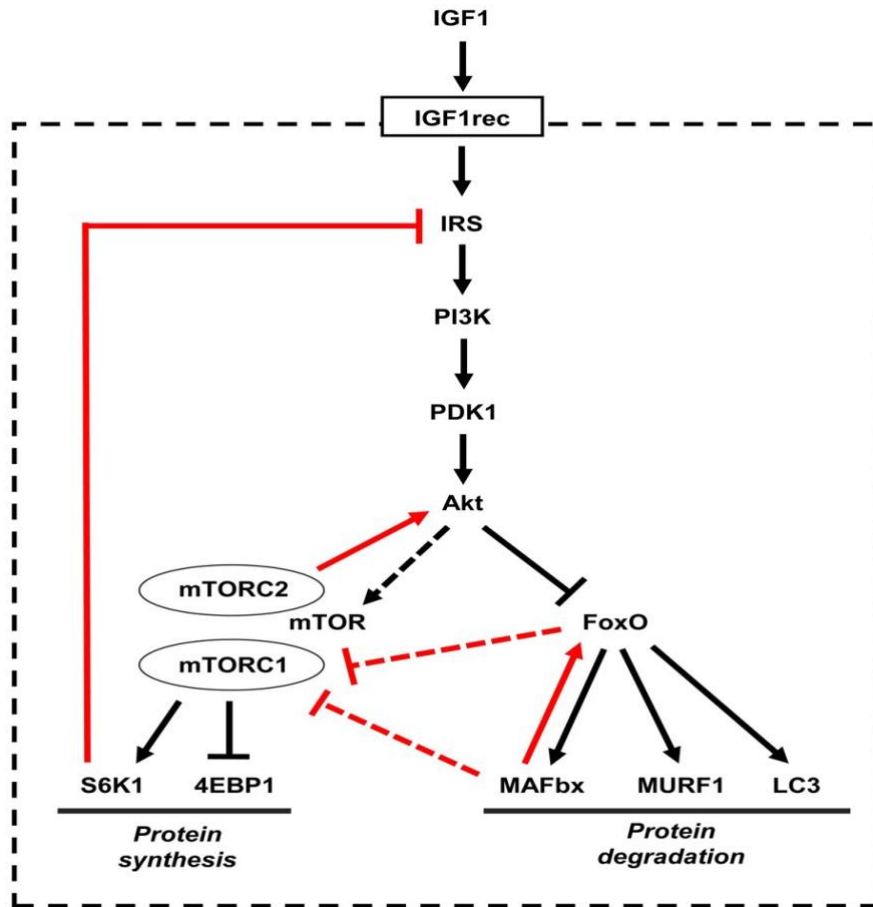 IGF1
IGF1rec
IRS
PI3K
PDK1
Akt
mTORC2
mTOR
FoxO
mTORC1
S6K1 4EBP1 MAFbx MURF1 LC3
Protein
synthesis
Protein
degradation